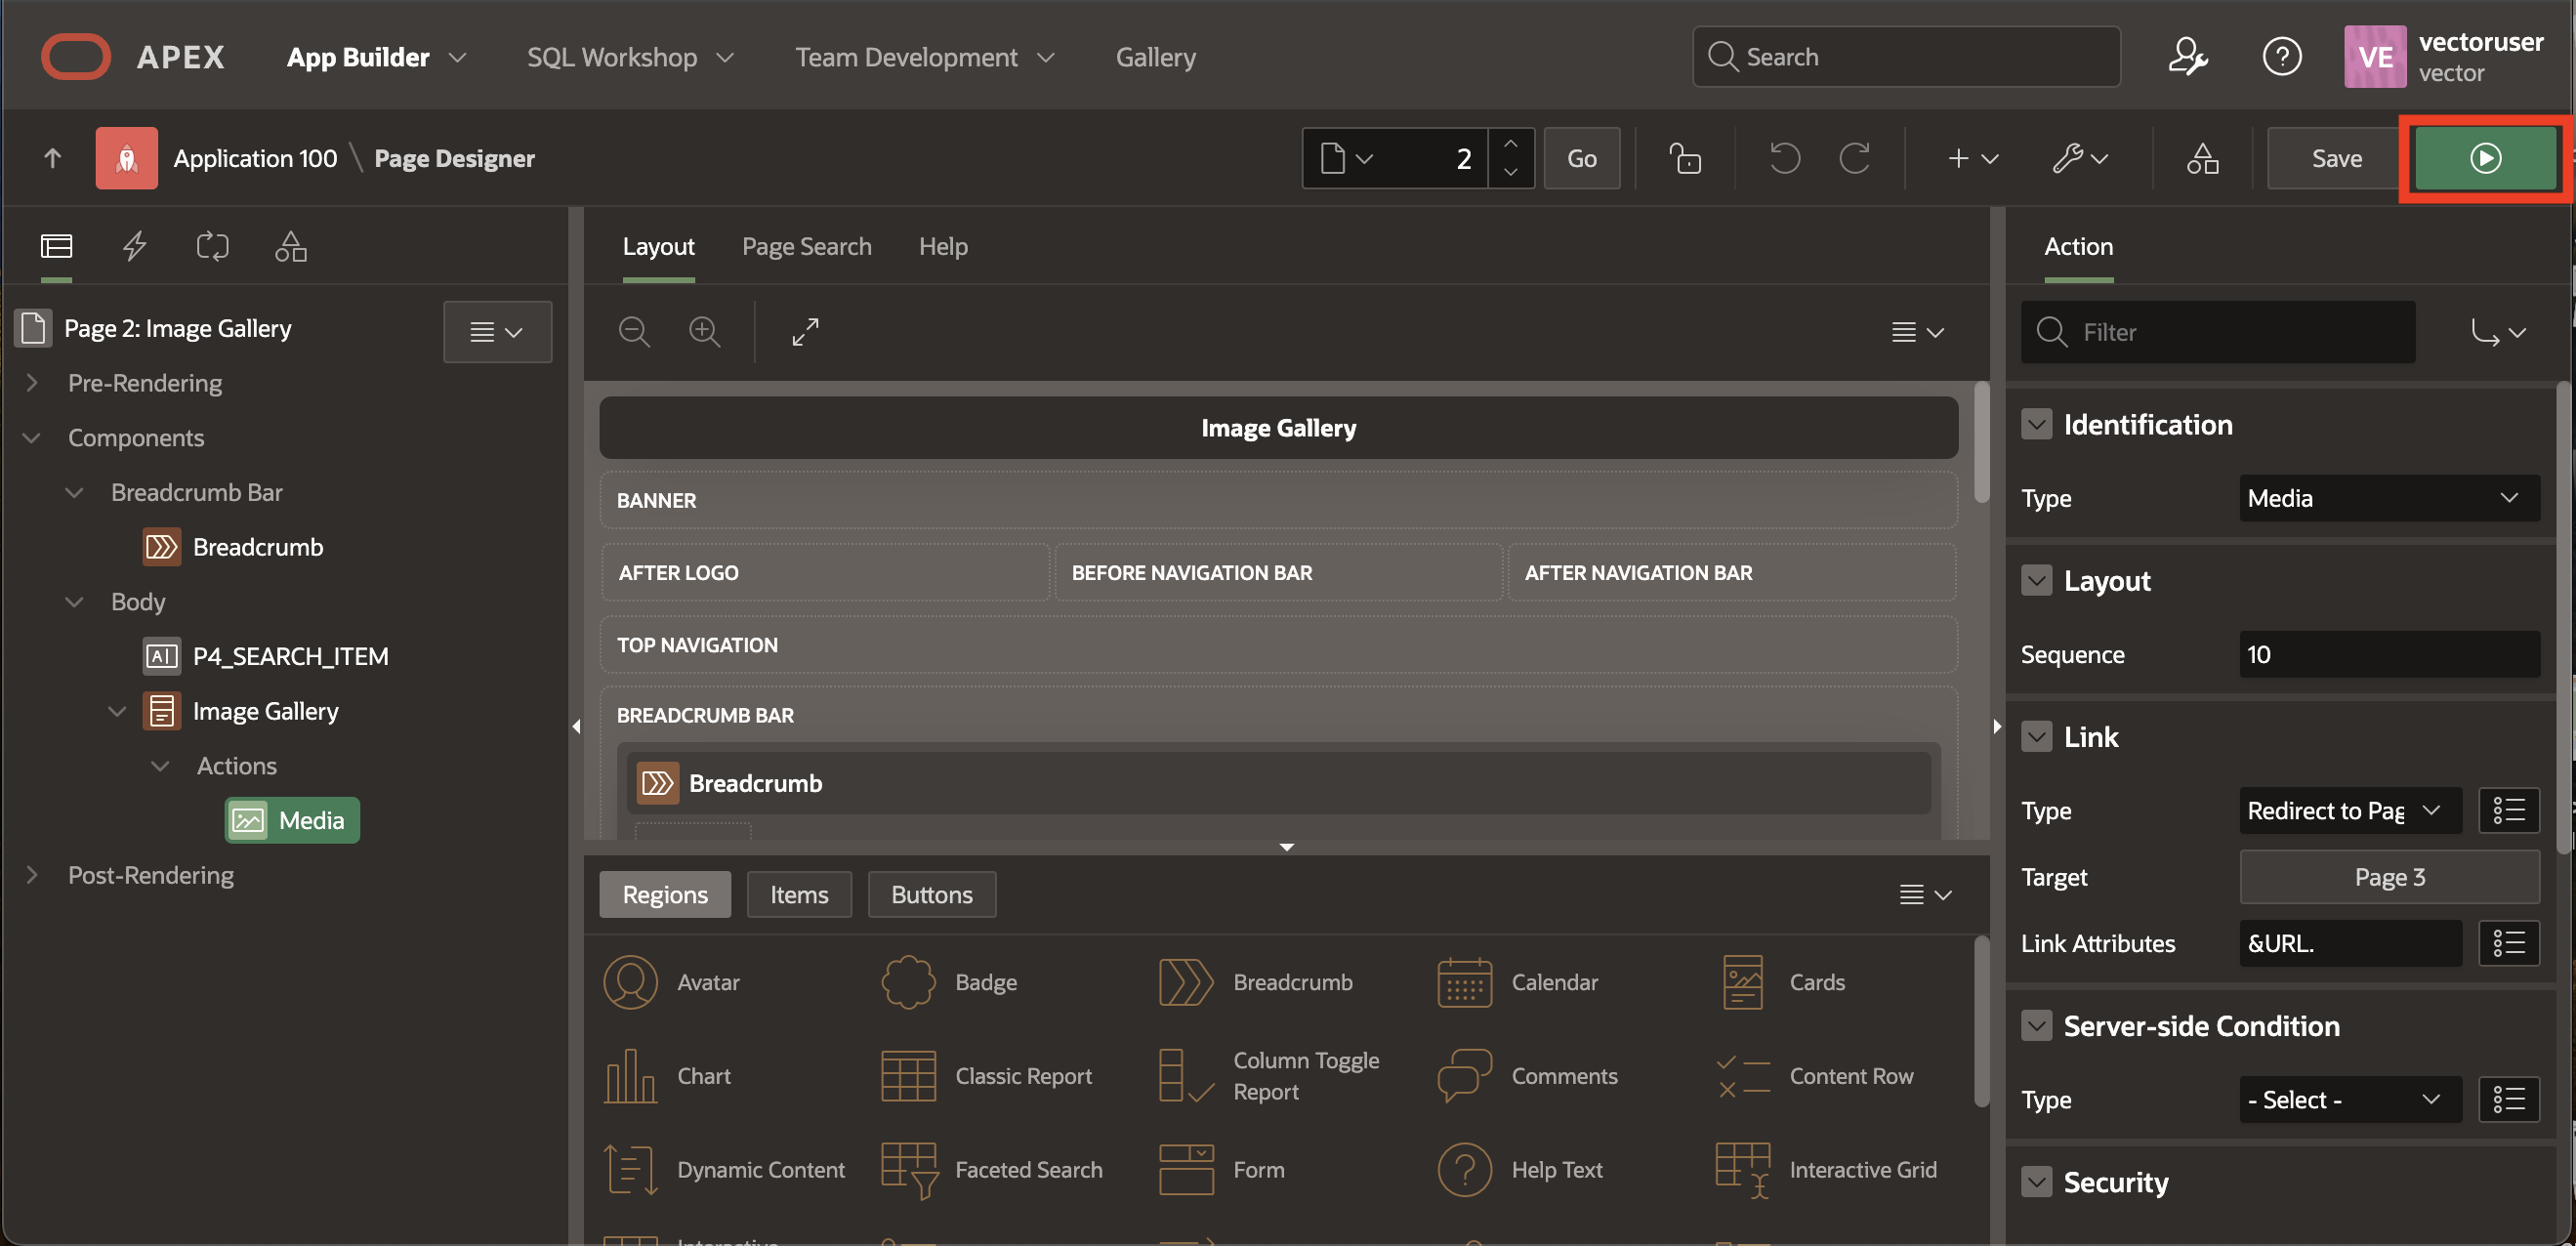 APEX
App Builder
SQL Workshop
Team Development
Gallery
Search
VE
vectoruser
vector
Application 100 \ Page Designer
2
Go
Save
Layout
Page Search
Help
Action
Page 2: Image Gallery
Pre-Rendering
Components
Breadcrumb Bar
Breadcrumb
Body
P4_SEARCH_ITEM
Image Gallery
Actions
Media
Post-Rendering
Image Gallery
BANNER
AFTER LOGO
BEFORE NAVIGATION BAR
AFTER NAVIGATION BAR
TOP NAVIGATION
BREADCRUMB BAR
Breadcrumb
Regions
Items
Buttons
Avatar
Badge
Breadcrumb
Calendar
Cards
Chart
Classic Report
Column Toggle
Report
Comments
Content Row
Dynamic Content
Faceted Search
Form
Help Text
Interactive Grid
Interactive
Filter
Identification
Type
Media
Layout
Sequence
10
Link
Type
Redirect to Pag
Target
Page 3
Link Attributes
&URL.
Server-side Condition
Type
- Select -
Security